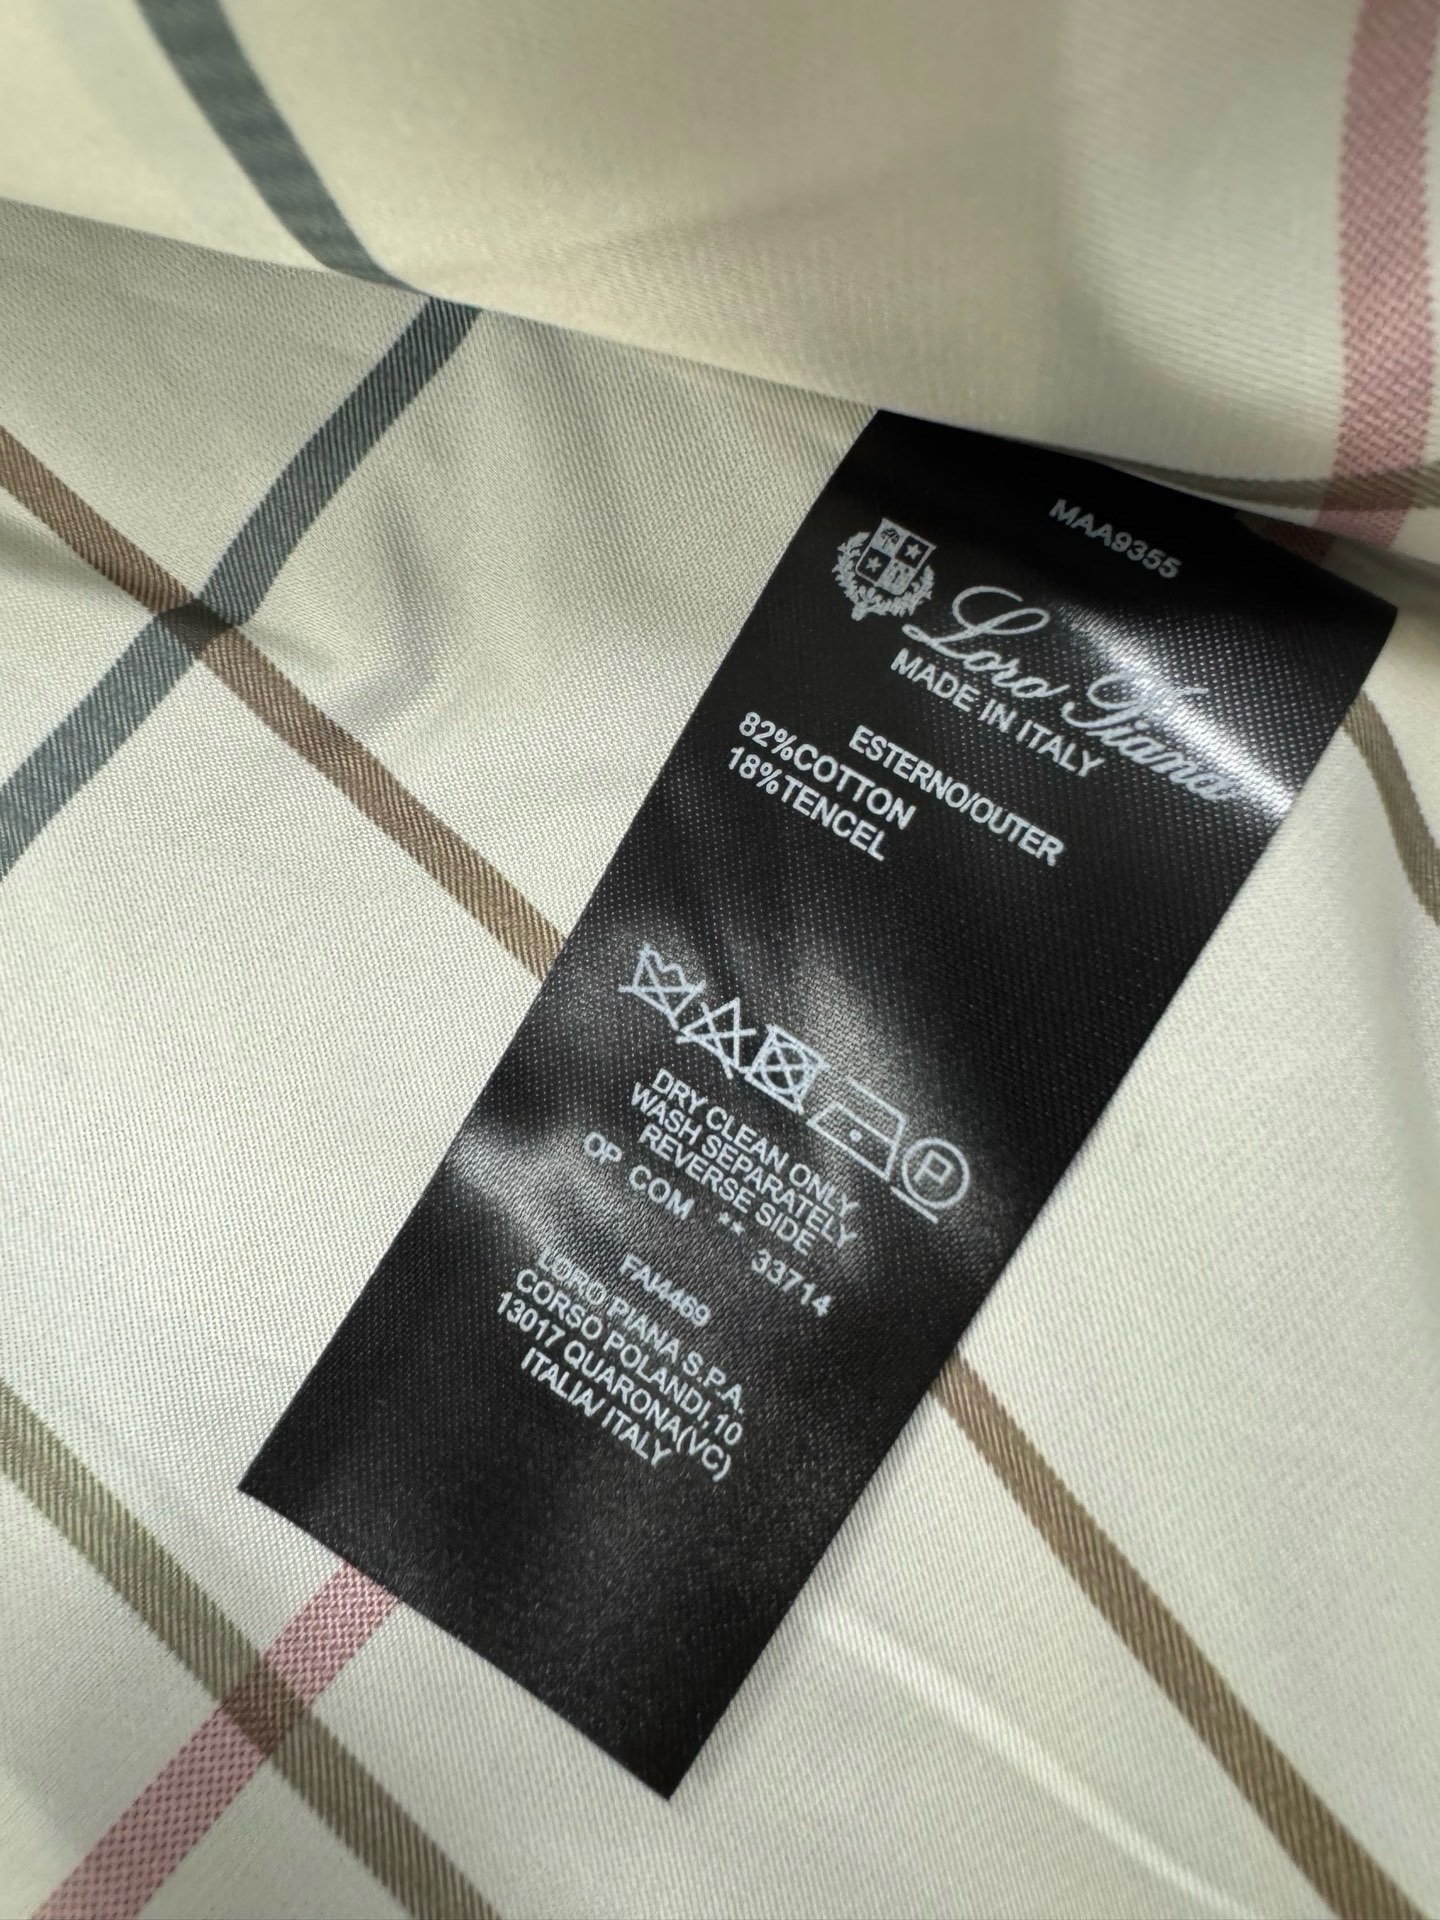 MAA9355
Loro Piana
MADE IN ITALY
ESTERNO/OUTER
82%COTTON
18%TENCEL
P
DRY CLEAN ONLY
WASH SEPARATELY
REVERSE SIDE
OP COM ** 33714
FAI4469
LORO PIANA S.P.A.
CORSO POLANDI,10
13017 QUARONA(VC)
ITALIA/ ITALY